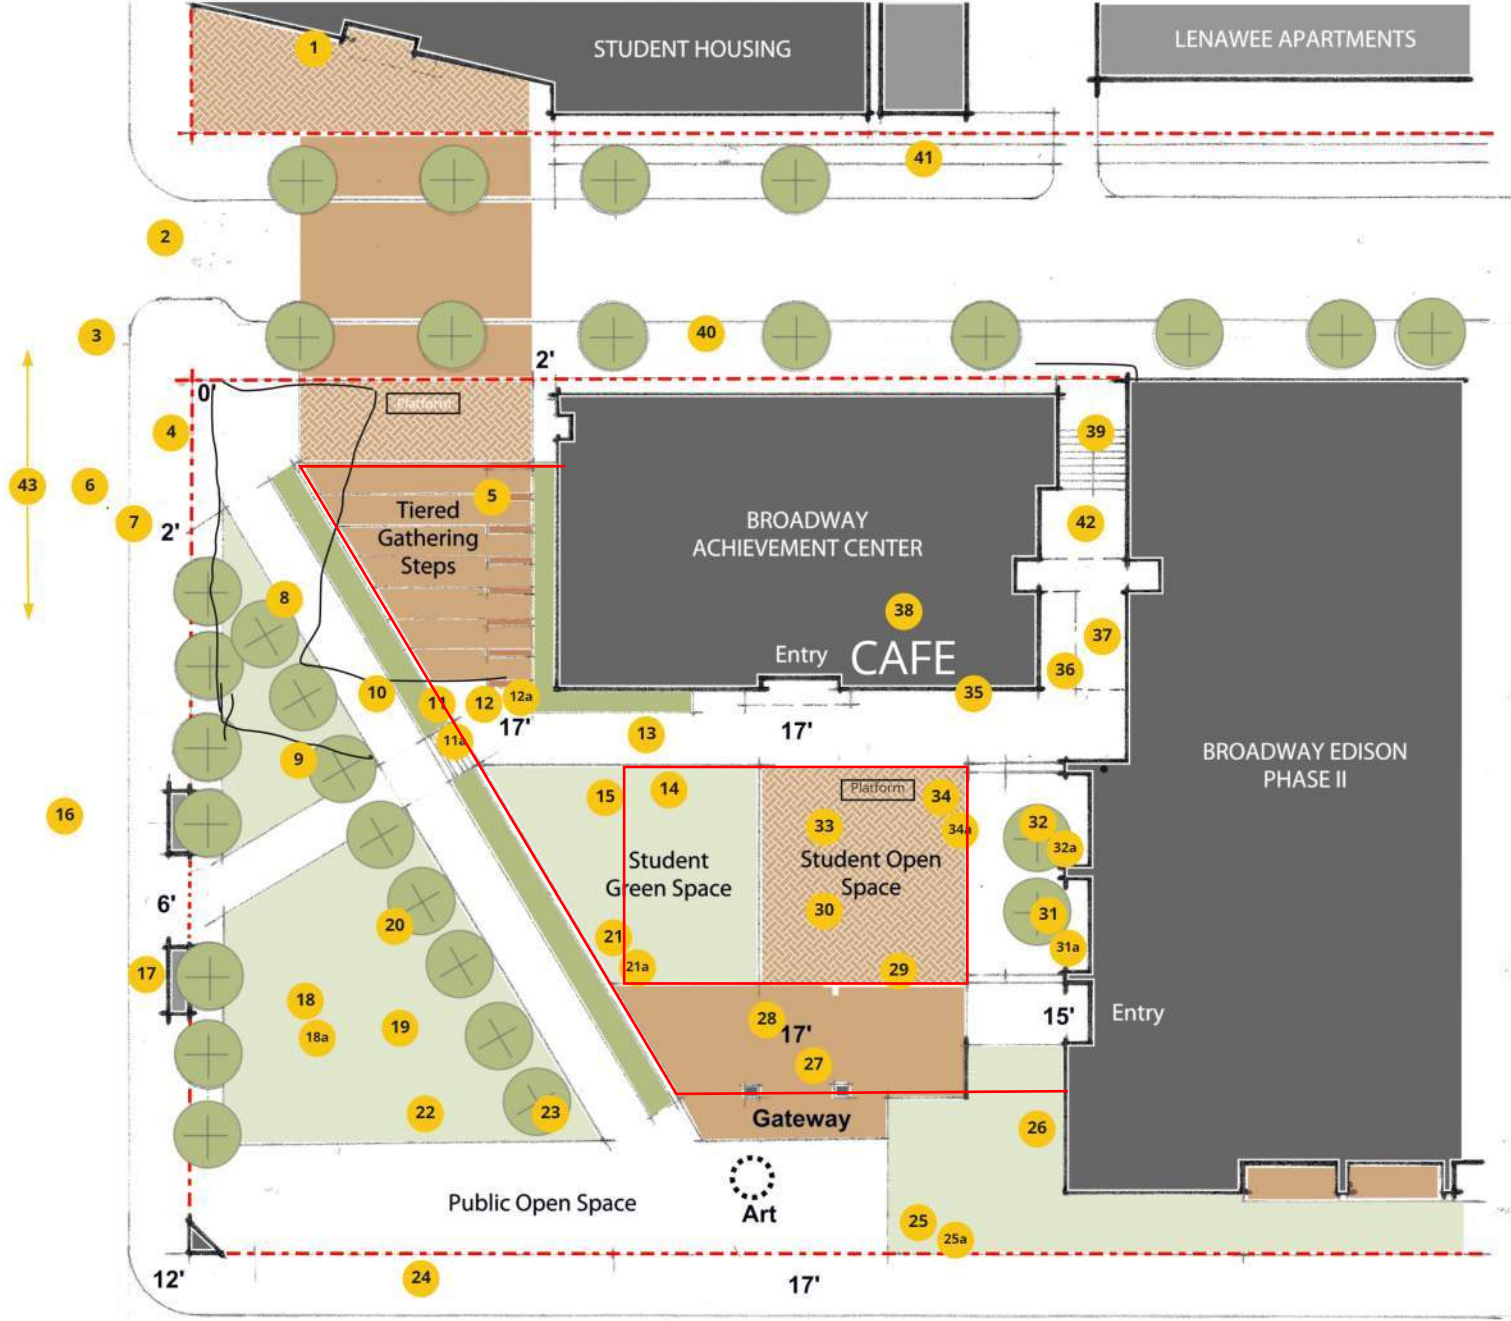 STUDENT HOUSING
LENAWEE APARTMENTS
1
41
2
3
40
2'
0'
Platform
4
39
43
6
7
2'
5
Tiered
Gathering
Steps
BROADWAY
ACHIEVEMENT CENTER
42
8
38
37
Entry
CAFE
36
10
11
12
12a
35
17'
11a
13
17'
9
BROADWAY EDISON
PHASE II
16
15
14
Platform
34
33
34a
32
32a
Student
Green Space
Student Open
Space
6'
20
21
21a
30
31
31a
29
17
18
18a
19
28
17'
27
15'
Entry
22
23
Gateway
26
Public Open Space
Art
25
25a
12'
24
17'